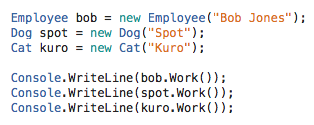 Employee bob = new Employee("Bob Jones");
Dog spot = new Dog("Spot");
Cat kuro = new Cat("Kuro");
Console.WriteLine(bob.Work());
Console.WriteLine(spot.Work());
Console.WriteLine(kuro.Work());